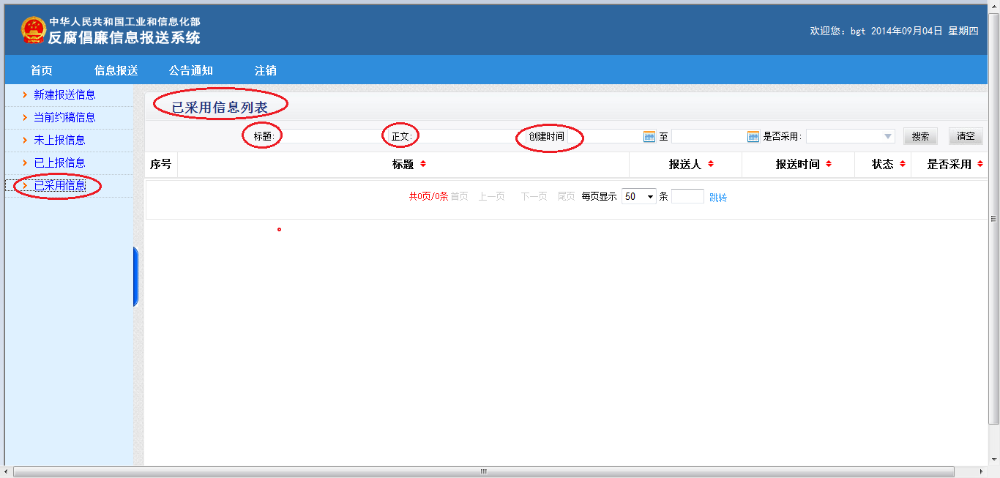 中华人民共和国工业和信息化部
反腐倡廉信息报送系统
欢迎您：bgt 2014年09月04日 星期四
首页 信息报送 公告通知 注销
新建报送信息
当前约稿信息
未上报信息
已上报信息
已采用信息
已采用信息列表
标题: 正文: 创建时间 至 是否采用: 搜索 清空
序号 标题 报送人 报送时间 状态 是否采用
共0页/0条 首页 上一页 下一页 尾页 每页显示 50 条 跳转